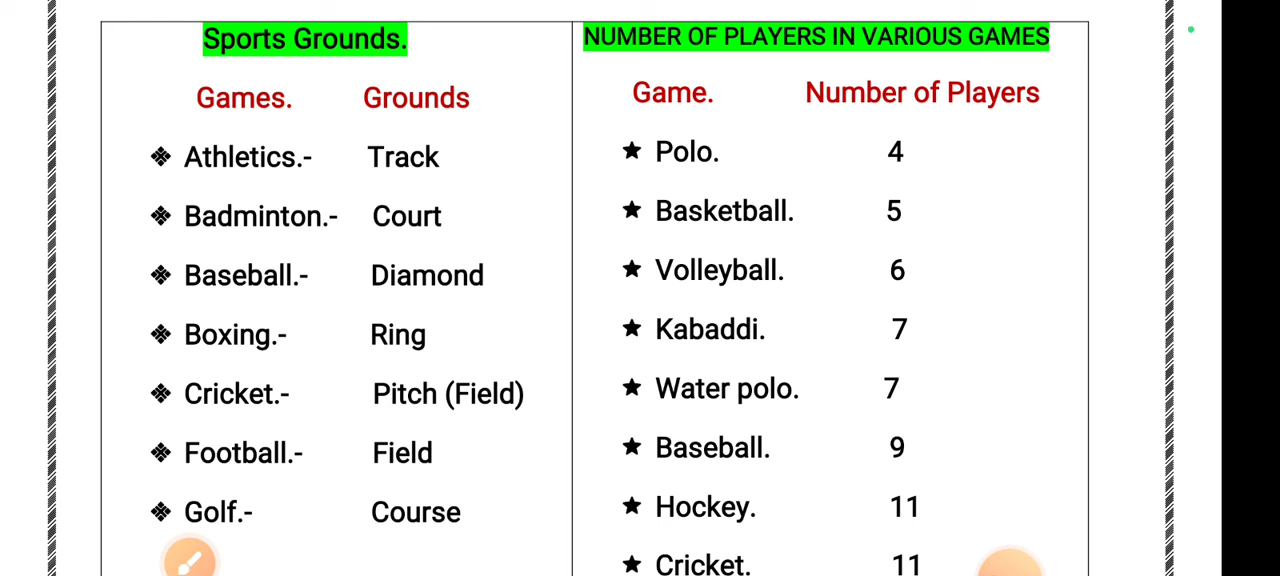 Sports Grounds.
Games. Grounds
❖ Athletics.- Track
❖ Badminton.- Court
❖ Baseball.- Diamond
❖ Boxing.- Ring
❖ Cricket.- Pitch (Field)
❖ Football.- Field
❖ Golf.- Course
NUMBER OF PLAYERS IN VARIOUS GAMES
Game. Number of Players
★ Polo. 4
★ Basketball. 5
★ Volleyball. 6
★ Kabaddi. 7
★ Water polo. 7
★ Baseball. 9
★ Hockey. 11
★ Cricket. 11